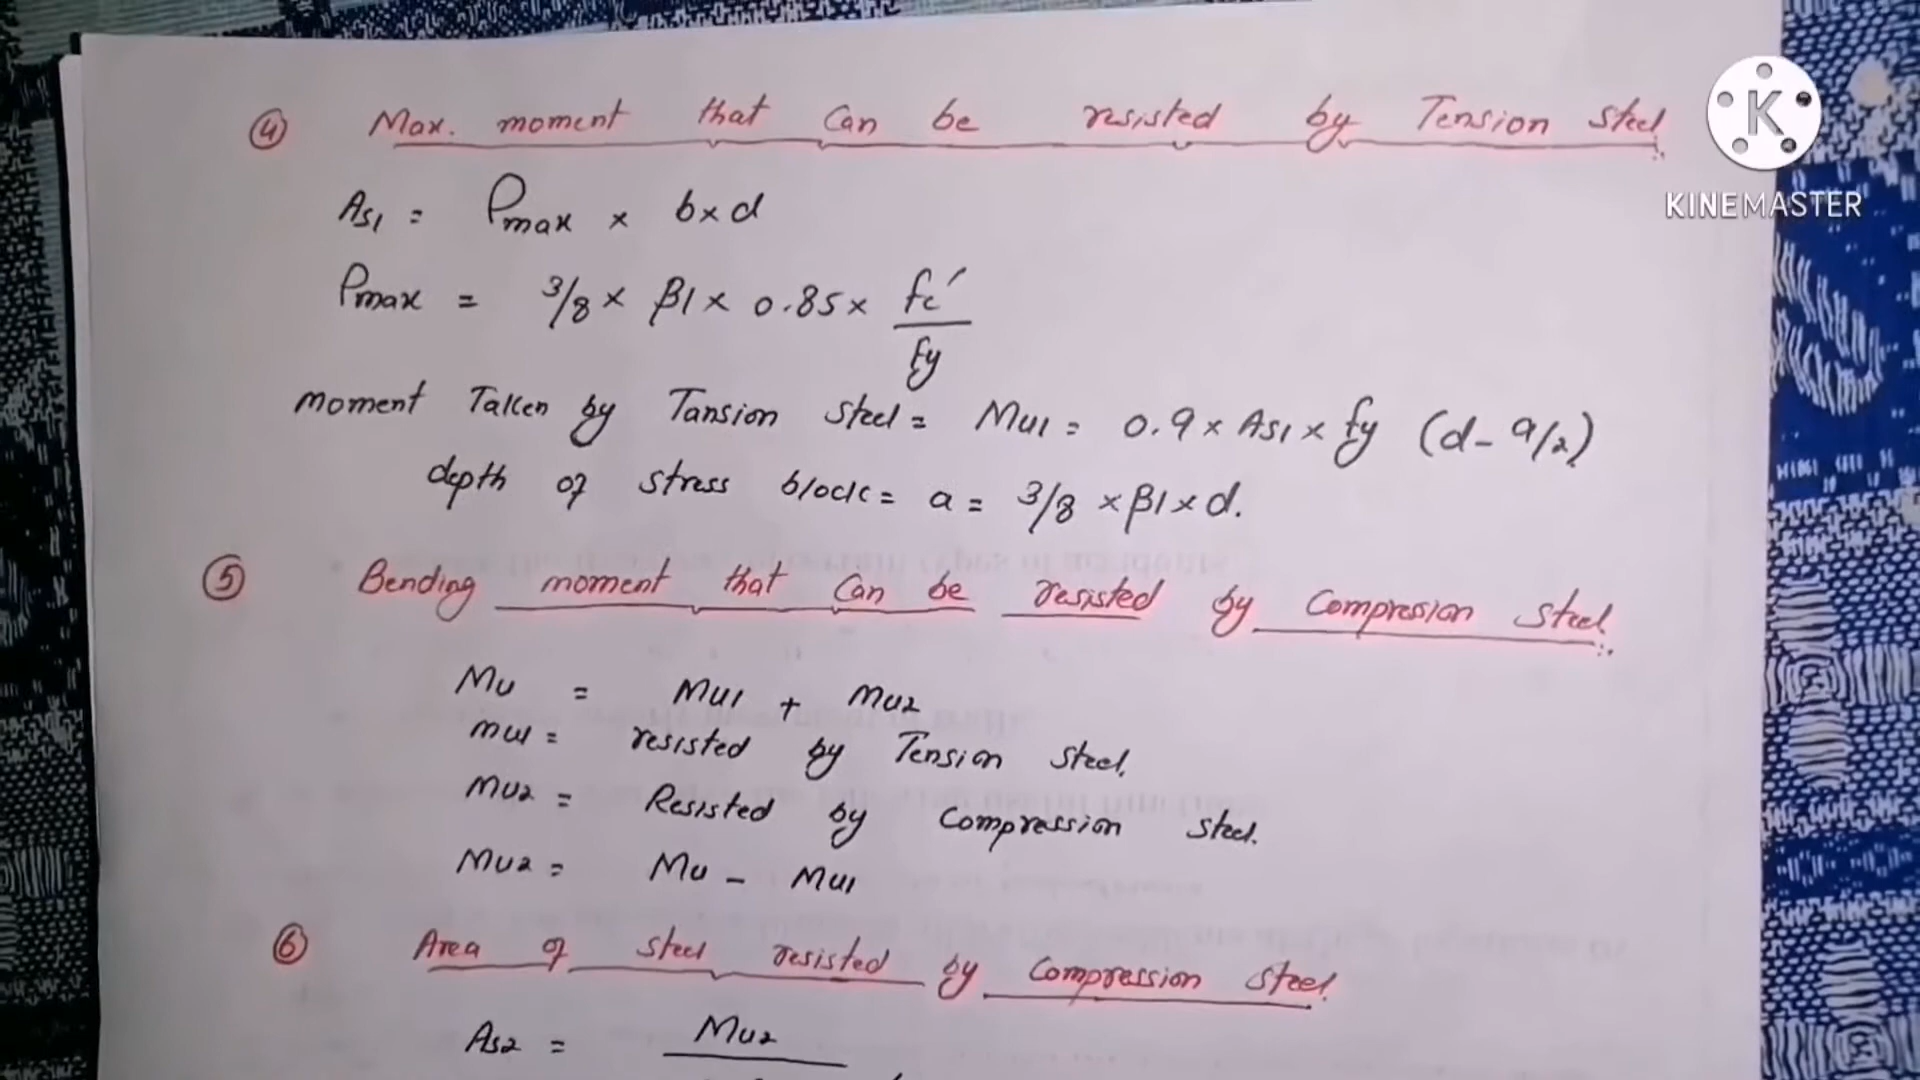 ④ Max. moment that Can be resisted by Tension steel
As1 = ρmax × b×d
ρmax = 3/8 × β1 × 0.85 × fc'/fy
moment Taken by Tansion steel = Mu1 = 0.9 × As1 × fy (d - a/2)
depth of stress block = a = 3/8 × β1 × d.
⑤ Bending moment that Can be resisted by Compression steel
Mu = Mu1 + Mu2
mu1 = resisted by Tension steel.
Mu2 = Resisted by Compression steel.
Mu2 = Mu - Mu1
⑥ Area of steel resisted by Compression steel.
As2 = Mu2
K
KINEMASTER